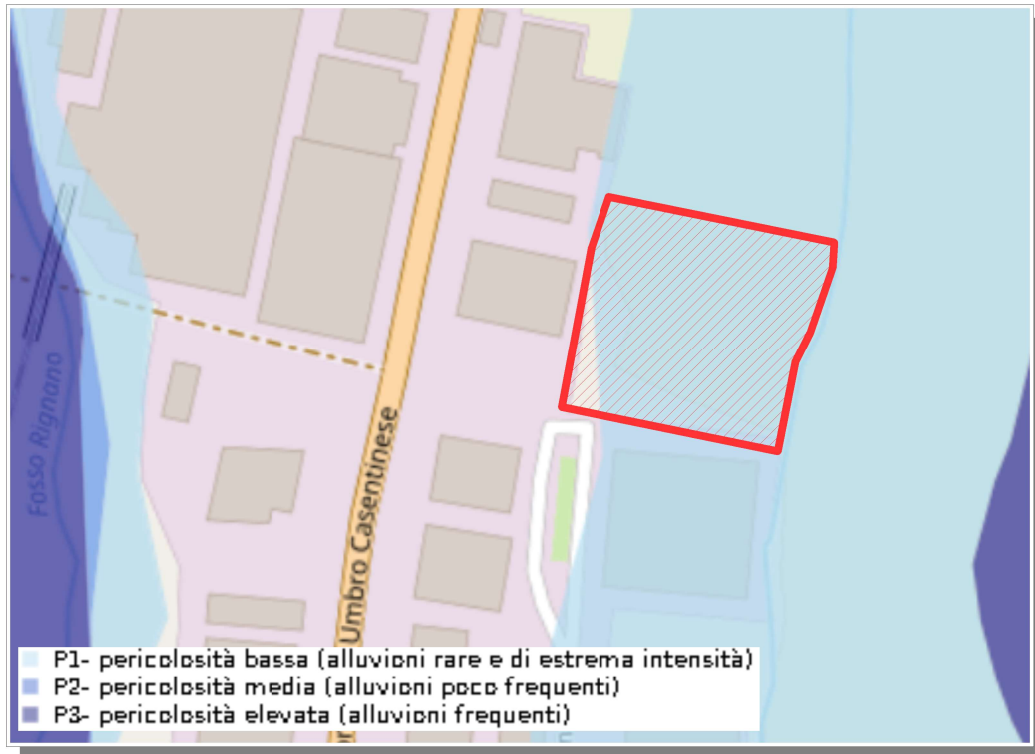 Fosso Rignano
Umbro Casentinese
P1- pericolosità bassa (alluvioni rare e di estrema intensità)
P2- pericolosità media (alluvioni poco frequenti)
P3- pericolosità elevata (alluvioni frequenti)